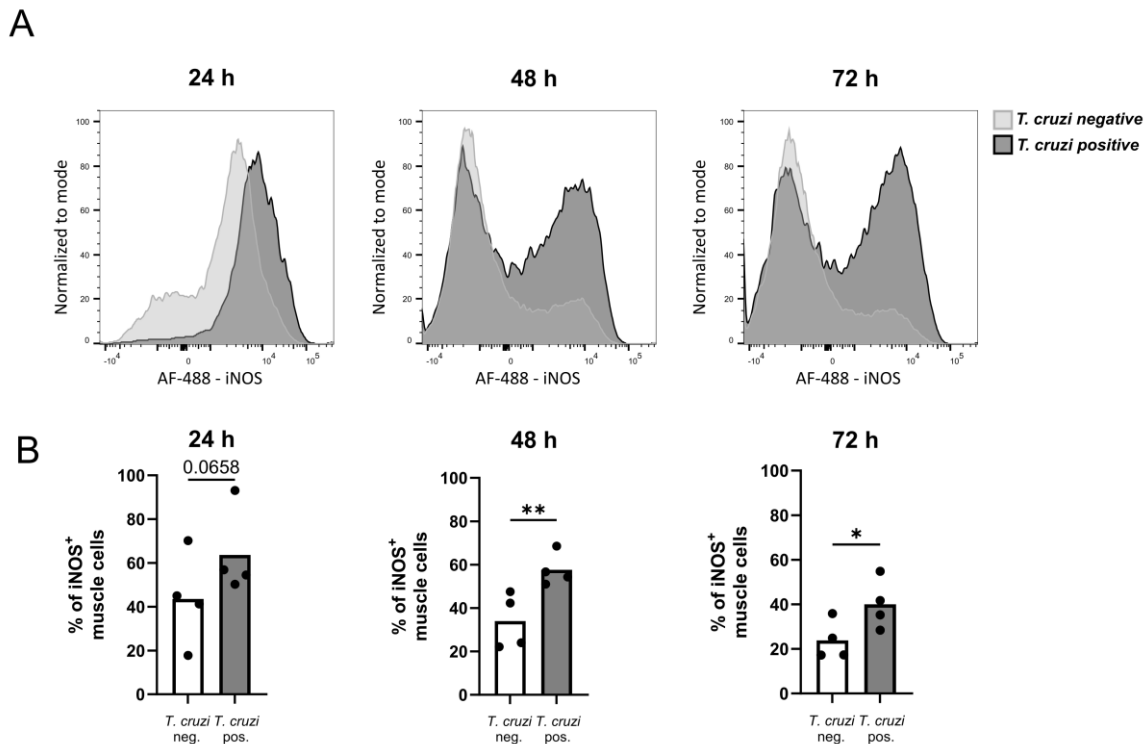 A
24 h
48 h
72 h
T. cruzi negative
T. cruzi positive
Normalized to mode
100
80
60
40
20
0
-10⁴
0
10⁴
10⁵
AF-488 - iNOS
Normalized to mode
100
80
60
40
20
0
-10⁴
0
10⁴
10⁵
AF-488 - iNOS
Normalized to mode
100
80
60
40
20
0
-10⁴
0
10⁴
10⁵
AF-488 - iNOS
B
24 h
% of iNOS⁺
muscle cells
100
80
60
40
20
0
0.0658
T. cruzi
neg.
T. cruzi
pos.
48 h
% of iNOS⁺
muscle cells
100
80
60
40
20
0
**
T. cruzi
neg.
T. cruzi
pos.
72 h
% of iNOS⁺
muscle cells
100
80
60
40
20
0
*
T. cruzi
neg.
T. cruzi
pos.